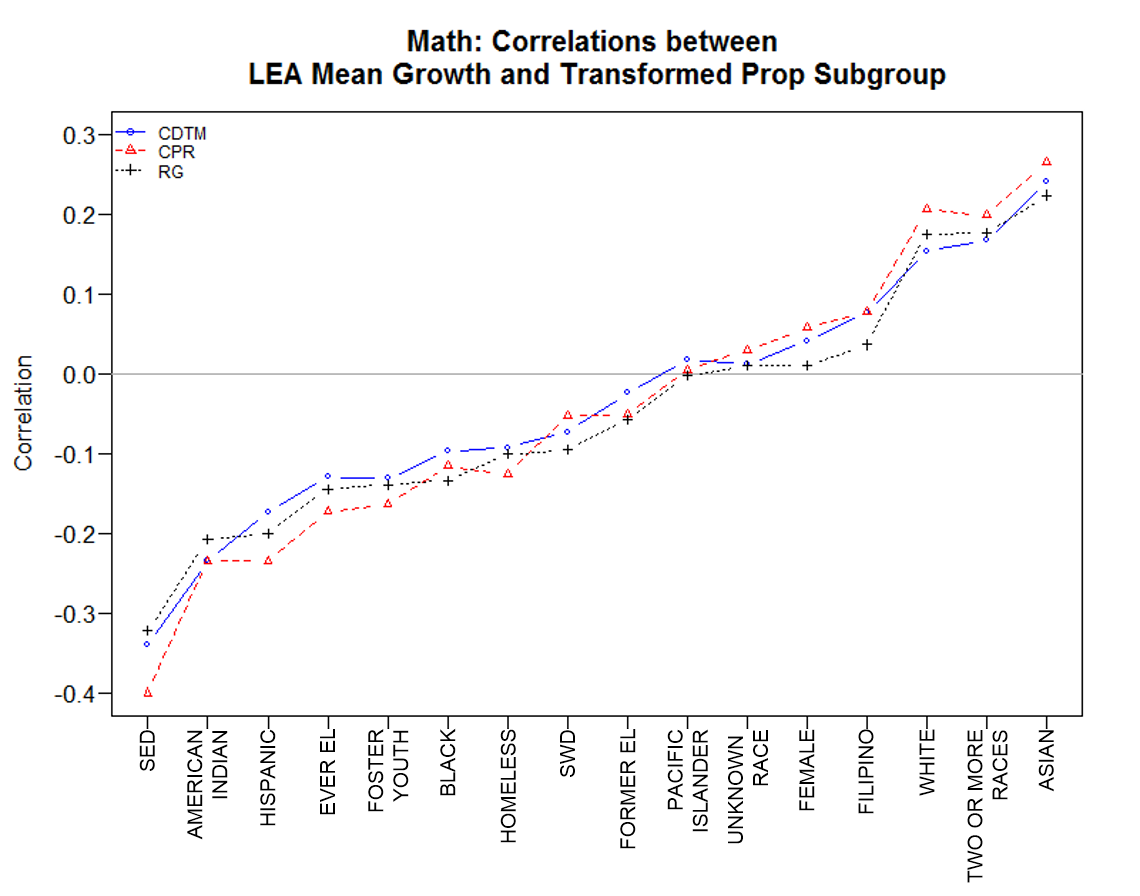 Math: Correlations between
LEA Mean Growth and Transformed Prop Subgroup
CDTM
CPR
RG
Correlation
0.3
0.2
0.1
0.0
-0.1
-0.2
-0.3
-0.4
SED
AMERICAN
INDIAN
HISPANIC
EVER EL
FOSTER
YOUTH
BLACK
HOMELESS
SWD
FORMER EL
PACIFIC
ISLANDER
UNKNOWN
RACE
FEMALE
FILIPINO
WHITE
TWO OR MORE
RACES
ASIAN